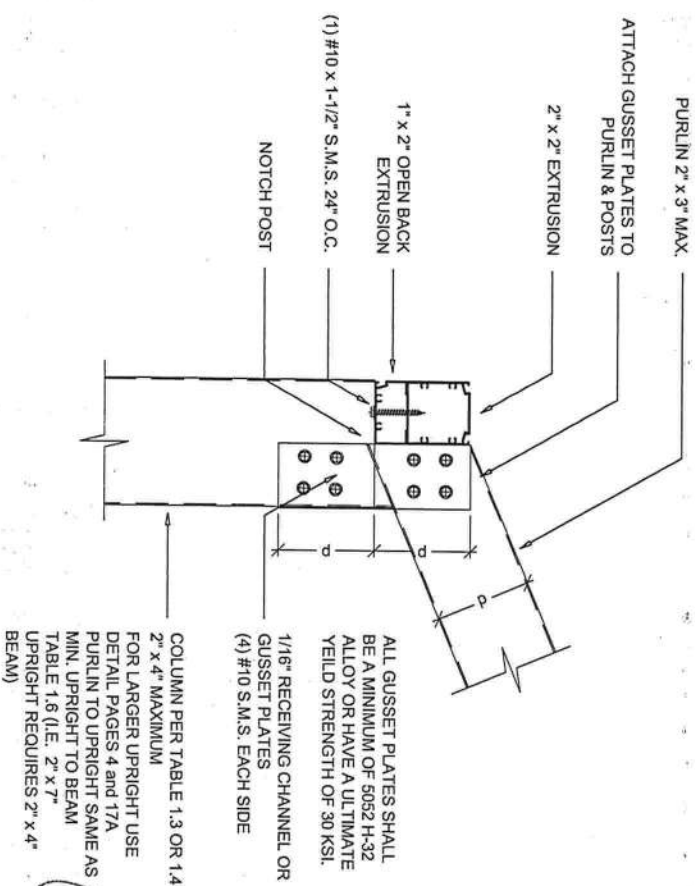 PURLIN 2" x 3" MAX.
ATTACH GUSSET PLATES TO
PURLIN & POSTS
2" x 2" EXTRUSION
1" x 2" OPEN BACK
EXTRUSION
(1) #10 x 1-1/2" S.M.S. 24" O.C.
NOTCH POST
d
d
d
ALL GUSSET PLATES SHALL
BE A MINIMUM OF 5052 H-32
ALLOY OR HAVE A ULTIMATE
YEILD STRENGTH OF 30 KSI.
1/16" RECEIVING CHANNEL OR
GUSSET PLATES
(4) #10 S.M.S. EACH SIDE
COLUMN PER TABLE 1.3 OR 1.4
2" x 4" MAXIMUM
FOR LARGER UPRIGHT USE
DETAIL PAGES 4 and 17A
PURLIN TO UPRIGHT SAME AS
MIN. UPRIGHT TO BEAM
TABLE 1.6 (I.E. 2" x 7"
UPRIGHT REQUIRES 2" x 4"
BEAM)